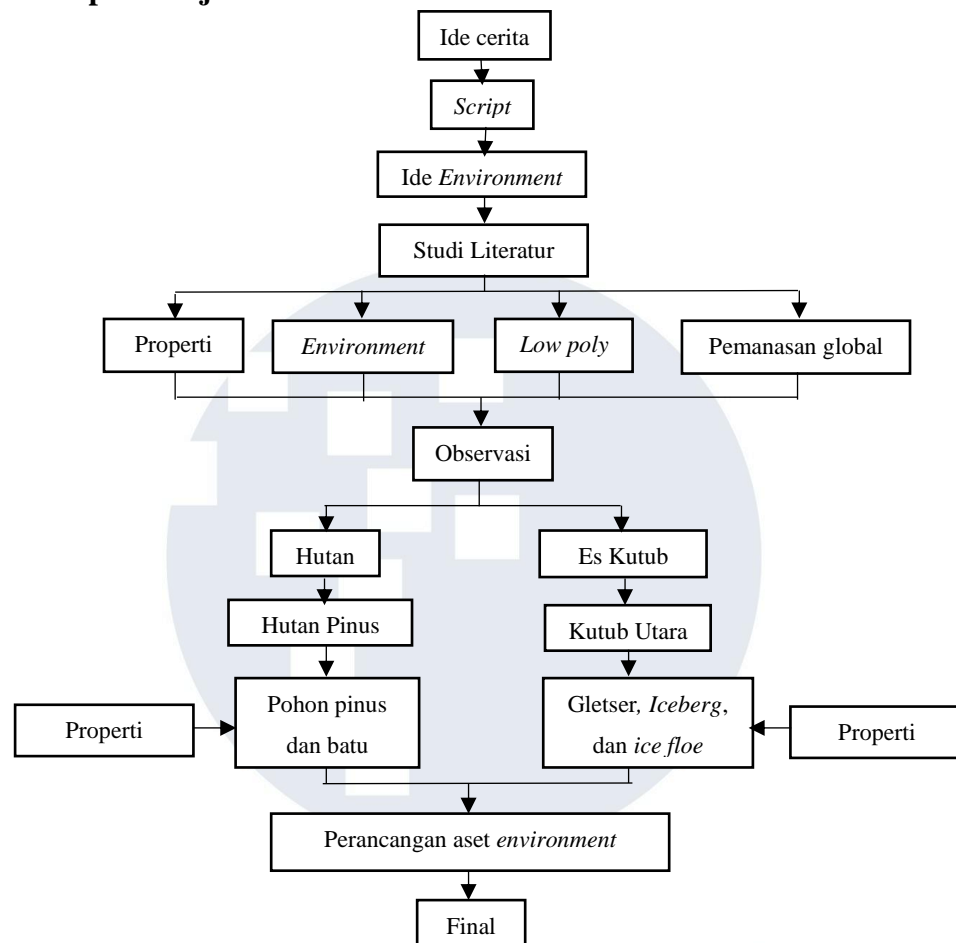 Ide cerita
Script
Ide Environment
Studi Literatur
Properti
Environment
Low poly
Pemanasan global
Observasi
Hutan
Es Kutub
Hutan Pinus
Kutub Utara
Properti
Pohon pinus
dan batu
Gletser, Iceberg,
dan ice floe
Properti
Perancangan aset environment
Final